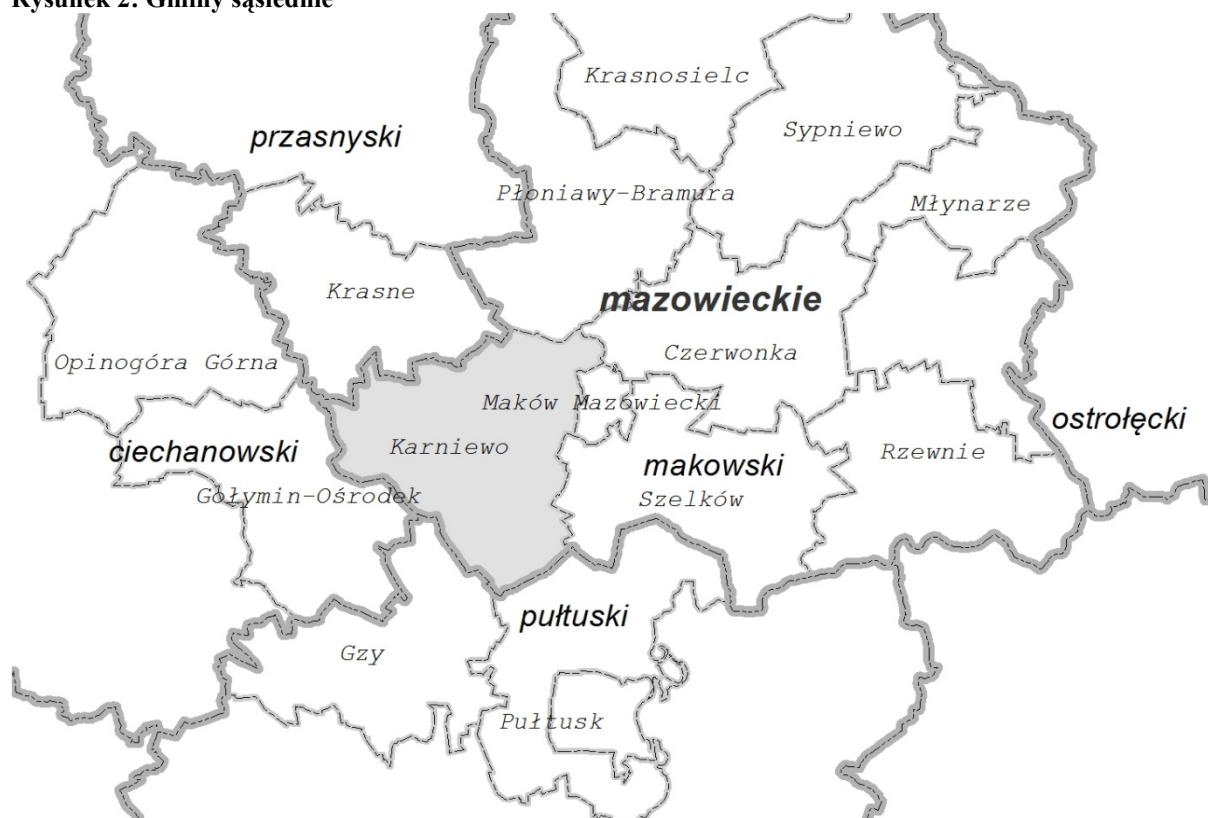 Rysunek 2: Gminy sąsiednie
Krasnosielc
Sypniewo
przasnyski
Płoniawy-Bramura
Młynarze
Krasne
mazowieckie
Opinogóra Górna
Czerwonka
Maków Mazowiecki
ostrołęcki
ciechanowski
Karniewo
makowski
Rzewnie
Gołymin-Ośrodek
Szelków
pułtuski
Gzy
Pułtusk